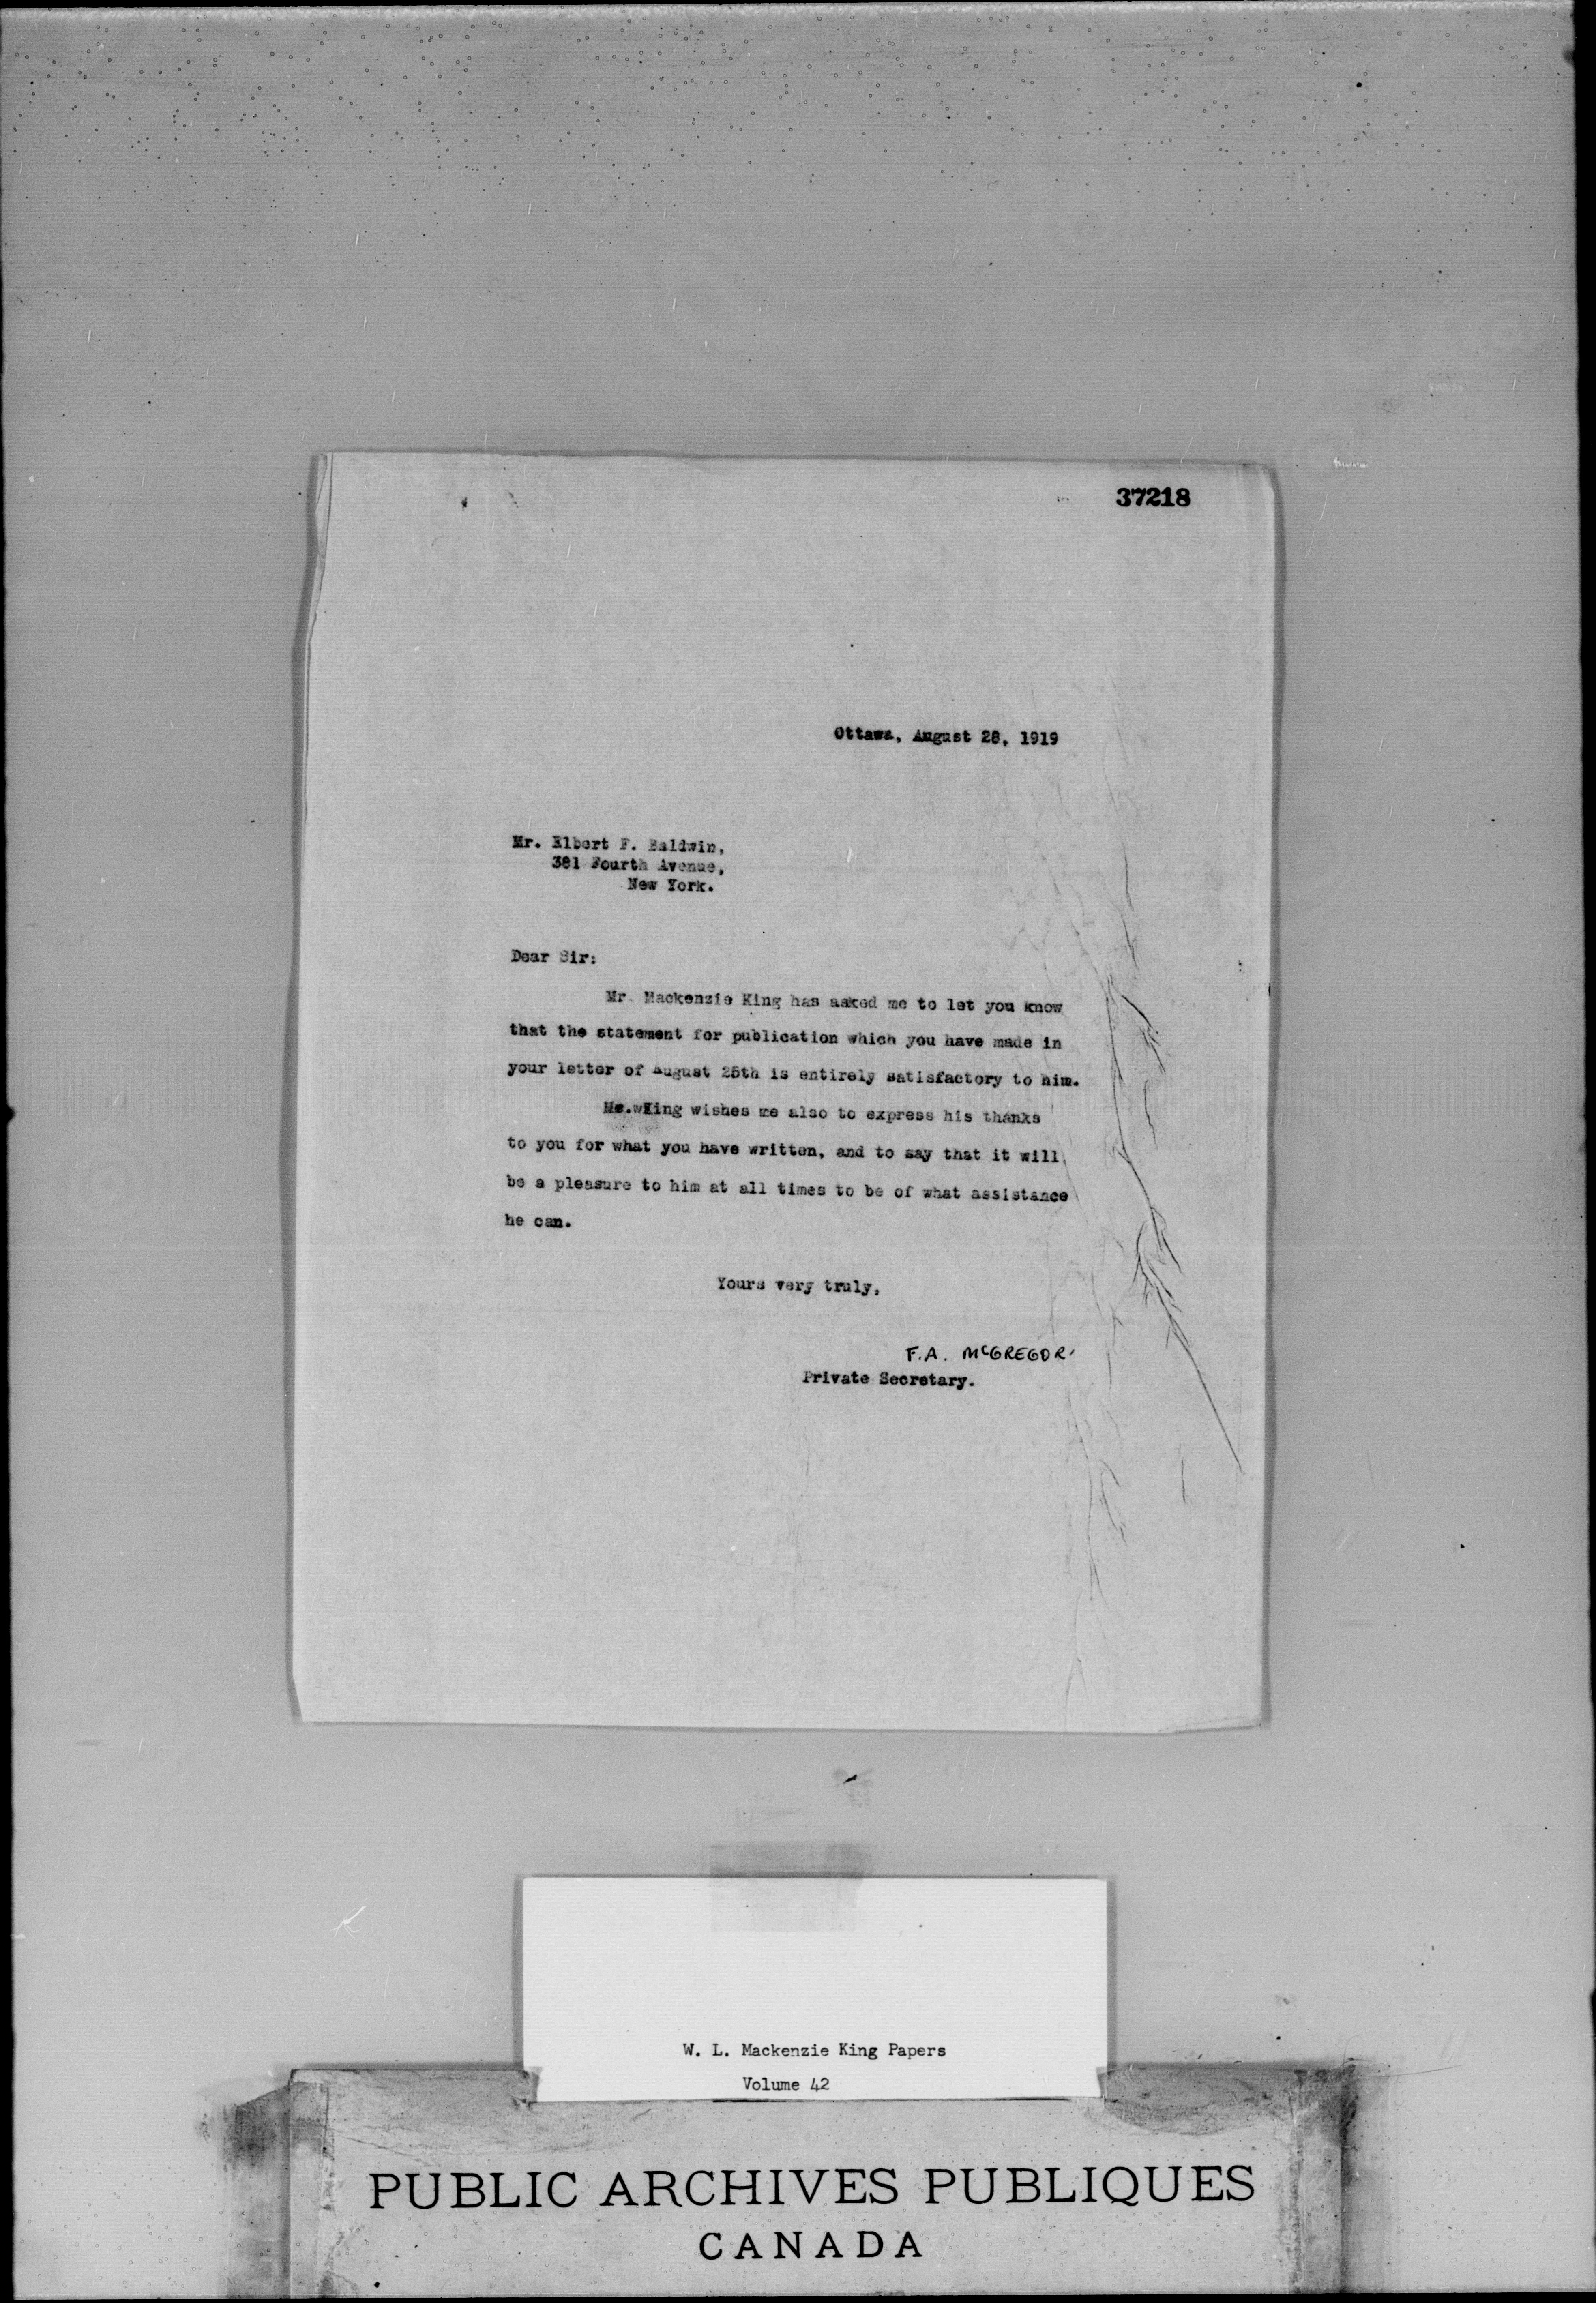 37218
Ottawa, August 28, 1919
Mr. Elbert F. Baldwin,
381 Fourth Avenue,
New York.
Dear Sir:
Mr. Mackenzie King has asked me to let you know
that the statement for publication which you have made in
your letter of August 25th is entirely satisfactory to him.
Mr. King wishes me also to express his thanks
to you for what you have written, and to say that it will
be a pleasure to him at all times to be of what assistance
he can.
Yours very truly,
F.A. McGREGOR
Private Secretary.
W. L. Mackenzie King Papers
Volume 42
PUBLIC ARCHIVES PUBLIQUES
CANADA